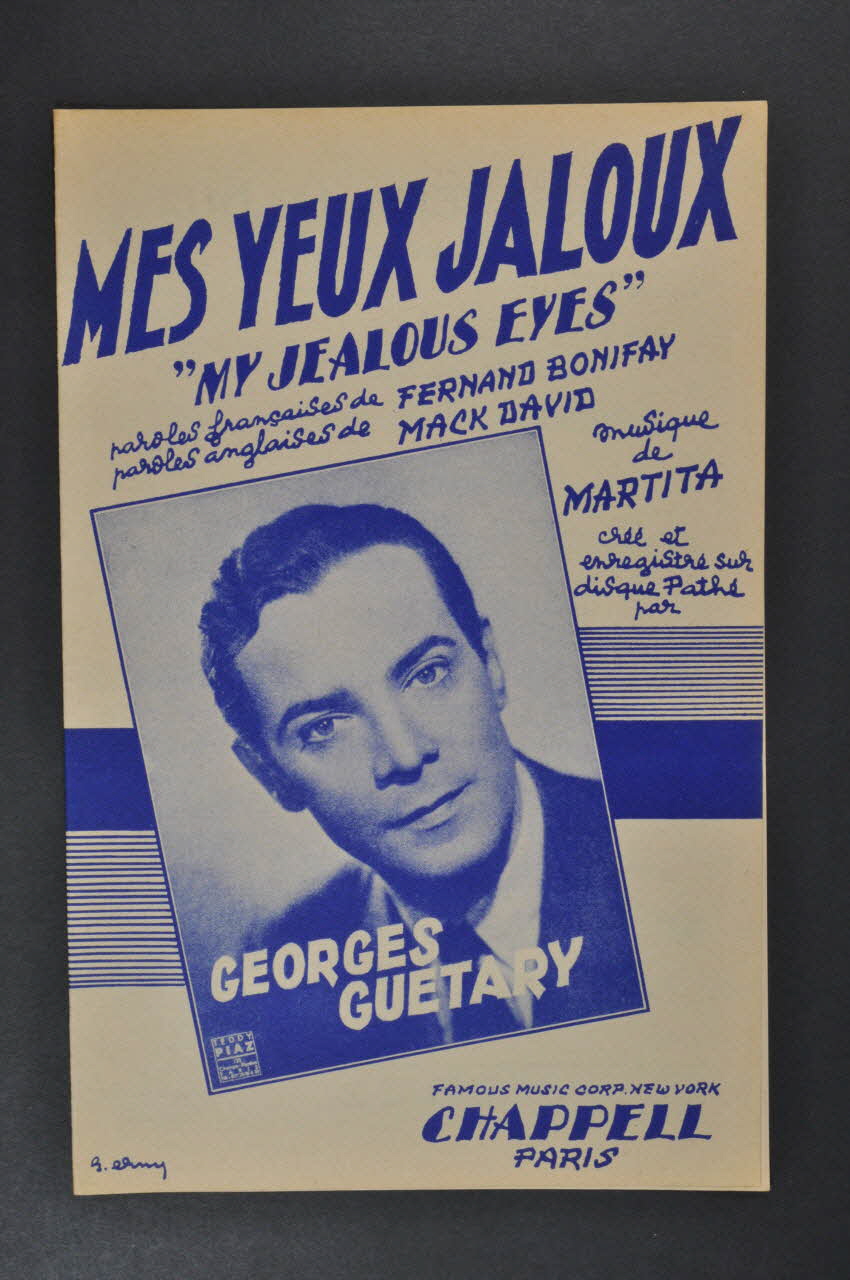 MES YEUX JALOUX
"MY JEALOUS EYES"
paroles françaises de FERNAND BONIFAY
paroles anglaises de MACK DAVID
musique
de
MARTITA
créé et
enregistré sur
disque Pathé
par
GEORGES
GUETARY
TEDDY
PIAZ
FAMOUS MUSIC CORP. NEW YORK
CHAPPELL
PARIS